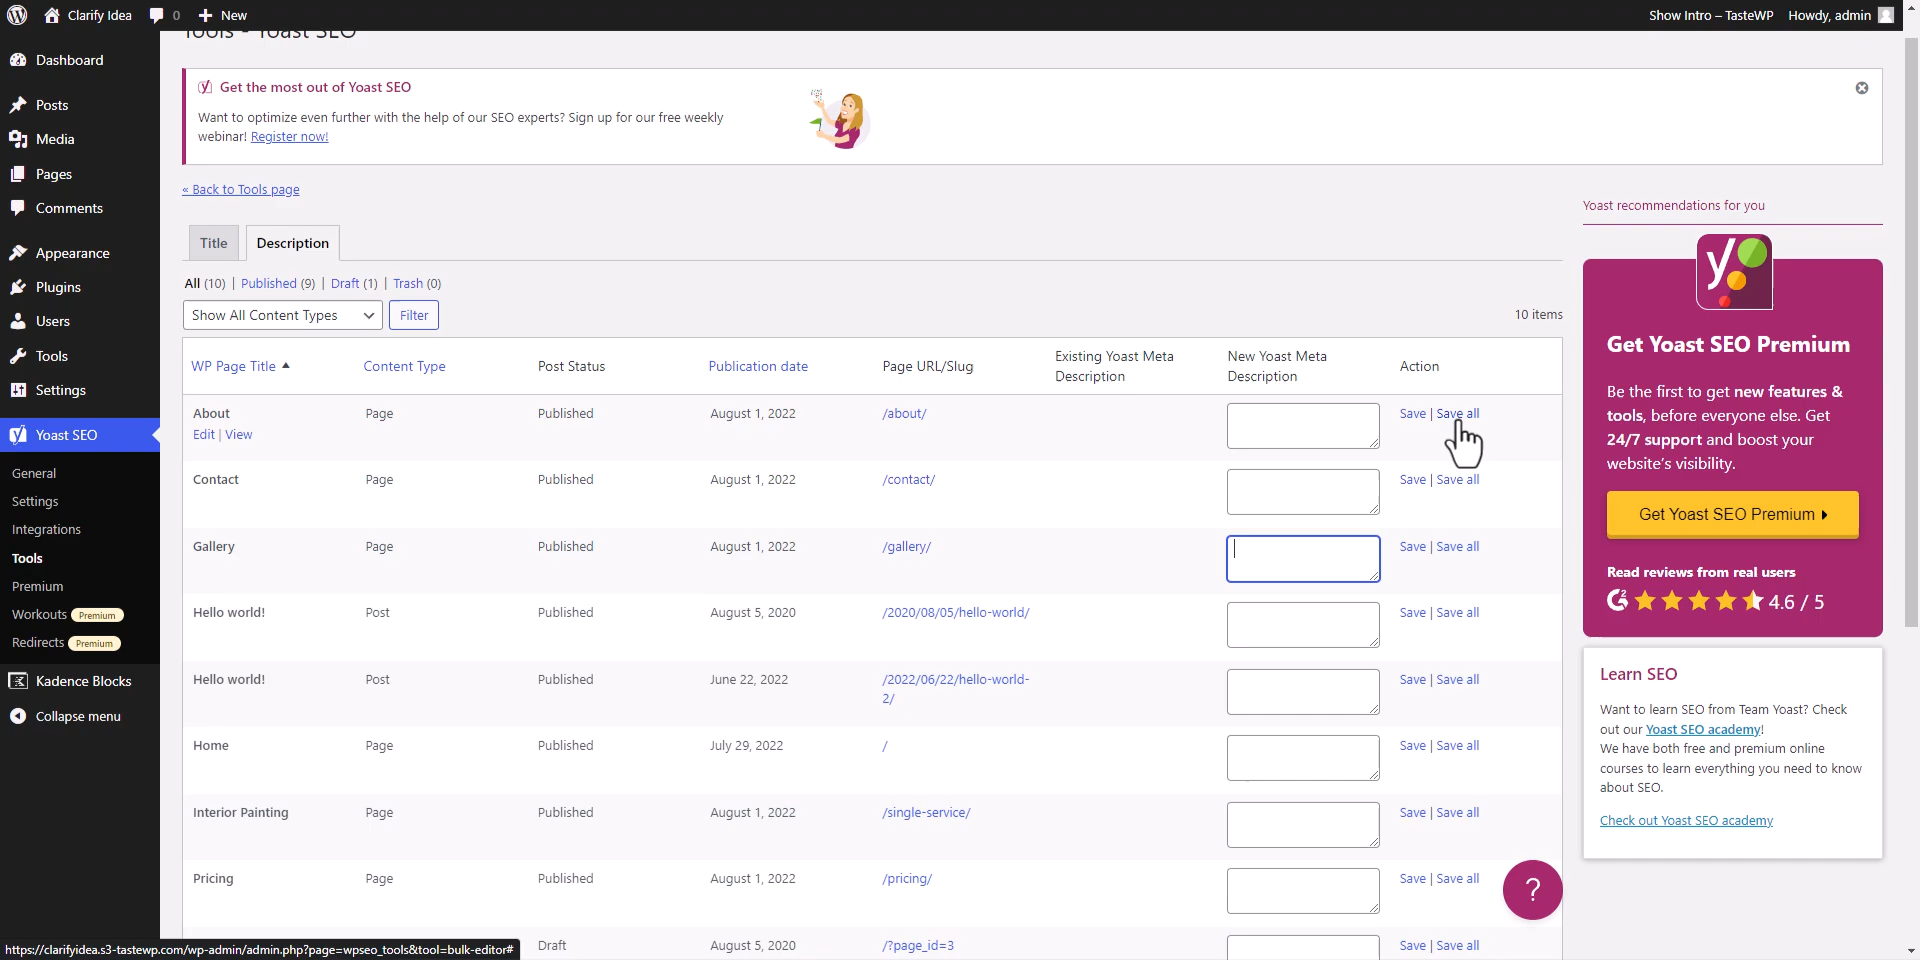 Clarify Idea
0
New
Show Intro – TasteWP
Howdy, admin
Dashboard
Posts
Media
Pages
Comments
Appearance
Plugins
Users
Tools
Settings
Yoast SEO
General
Settings
Integrations
Tools
Premium
Workouts Premium
Redirects Premium
Kadence Blocks
Collapse menu
Tools - Yoast SEO
Get the most out of Yoast SEO
Want to optimize even further with the help of our SEO experts? Sign up for our free weekly
webinar! Register now!
« Back to Tools page
Title
Description
All (10) | Published (9) | Draft (1) | Trash (0)
Show All Content Types
Filter
10 items
WP Page Title
Content Type
Post Status
Publication date
Page URL/Slug
Existing Yoast Meta
Description
New Yoast Meta
Description
Action
About Page Published August 1, 2022 /about/ Save | Save all
Edit | View
Contact Page Published August 1, 2022 /contact/ Save | Save all
Gallery Page Published August 1, 2022 /gallery/ Save | Save all
Hello world! Post Published August 5, 2020 /2020/08/05/hello-world/ Save | Save all
Hello world! Post Published June 22, 2022 /2022/06/22/hello-world- Save | Save all
2/
Home Page Published July 29, 2022 / Save | Save all
Interior Painting Page Published August 1, 2022 /single-service/ Save | Save all
Pricing Page Published August 1, 2022 /pricing/ Save | Save all
Draft August 5, 2020 /?page_id=3 Save | Save all
Yoast recommendations for you
y
Get Yoast SEO Premium
Be the first to get new features &
tools, before everyone else. Get
24/7 support and boost your
website's visibility.
Get Yoast SEO Premium
Read reviews from real users
G2 4.6 / 5
Learn SEO
Want to learn SEO from Team Yoast? Check
out our Yoast SEO academy!
We have both free and premium online
courses to learn everything you need to know
about SEO.
Check out Yoast SEO academy
?
https://clarifyidea.s3-tastewp.com/wp-admin/admin.php?page=wpseo_tools&tool=bulk-editor#